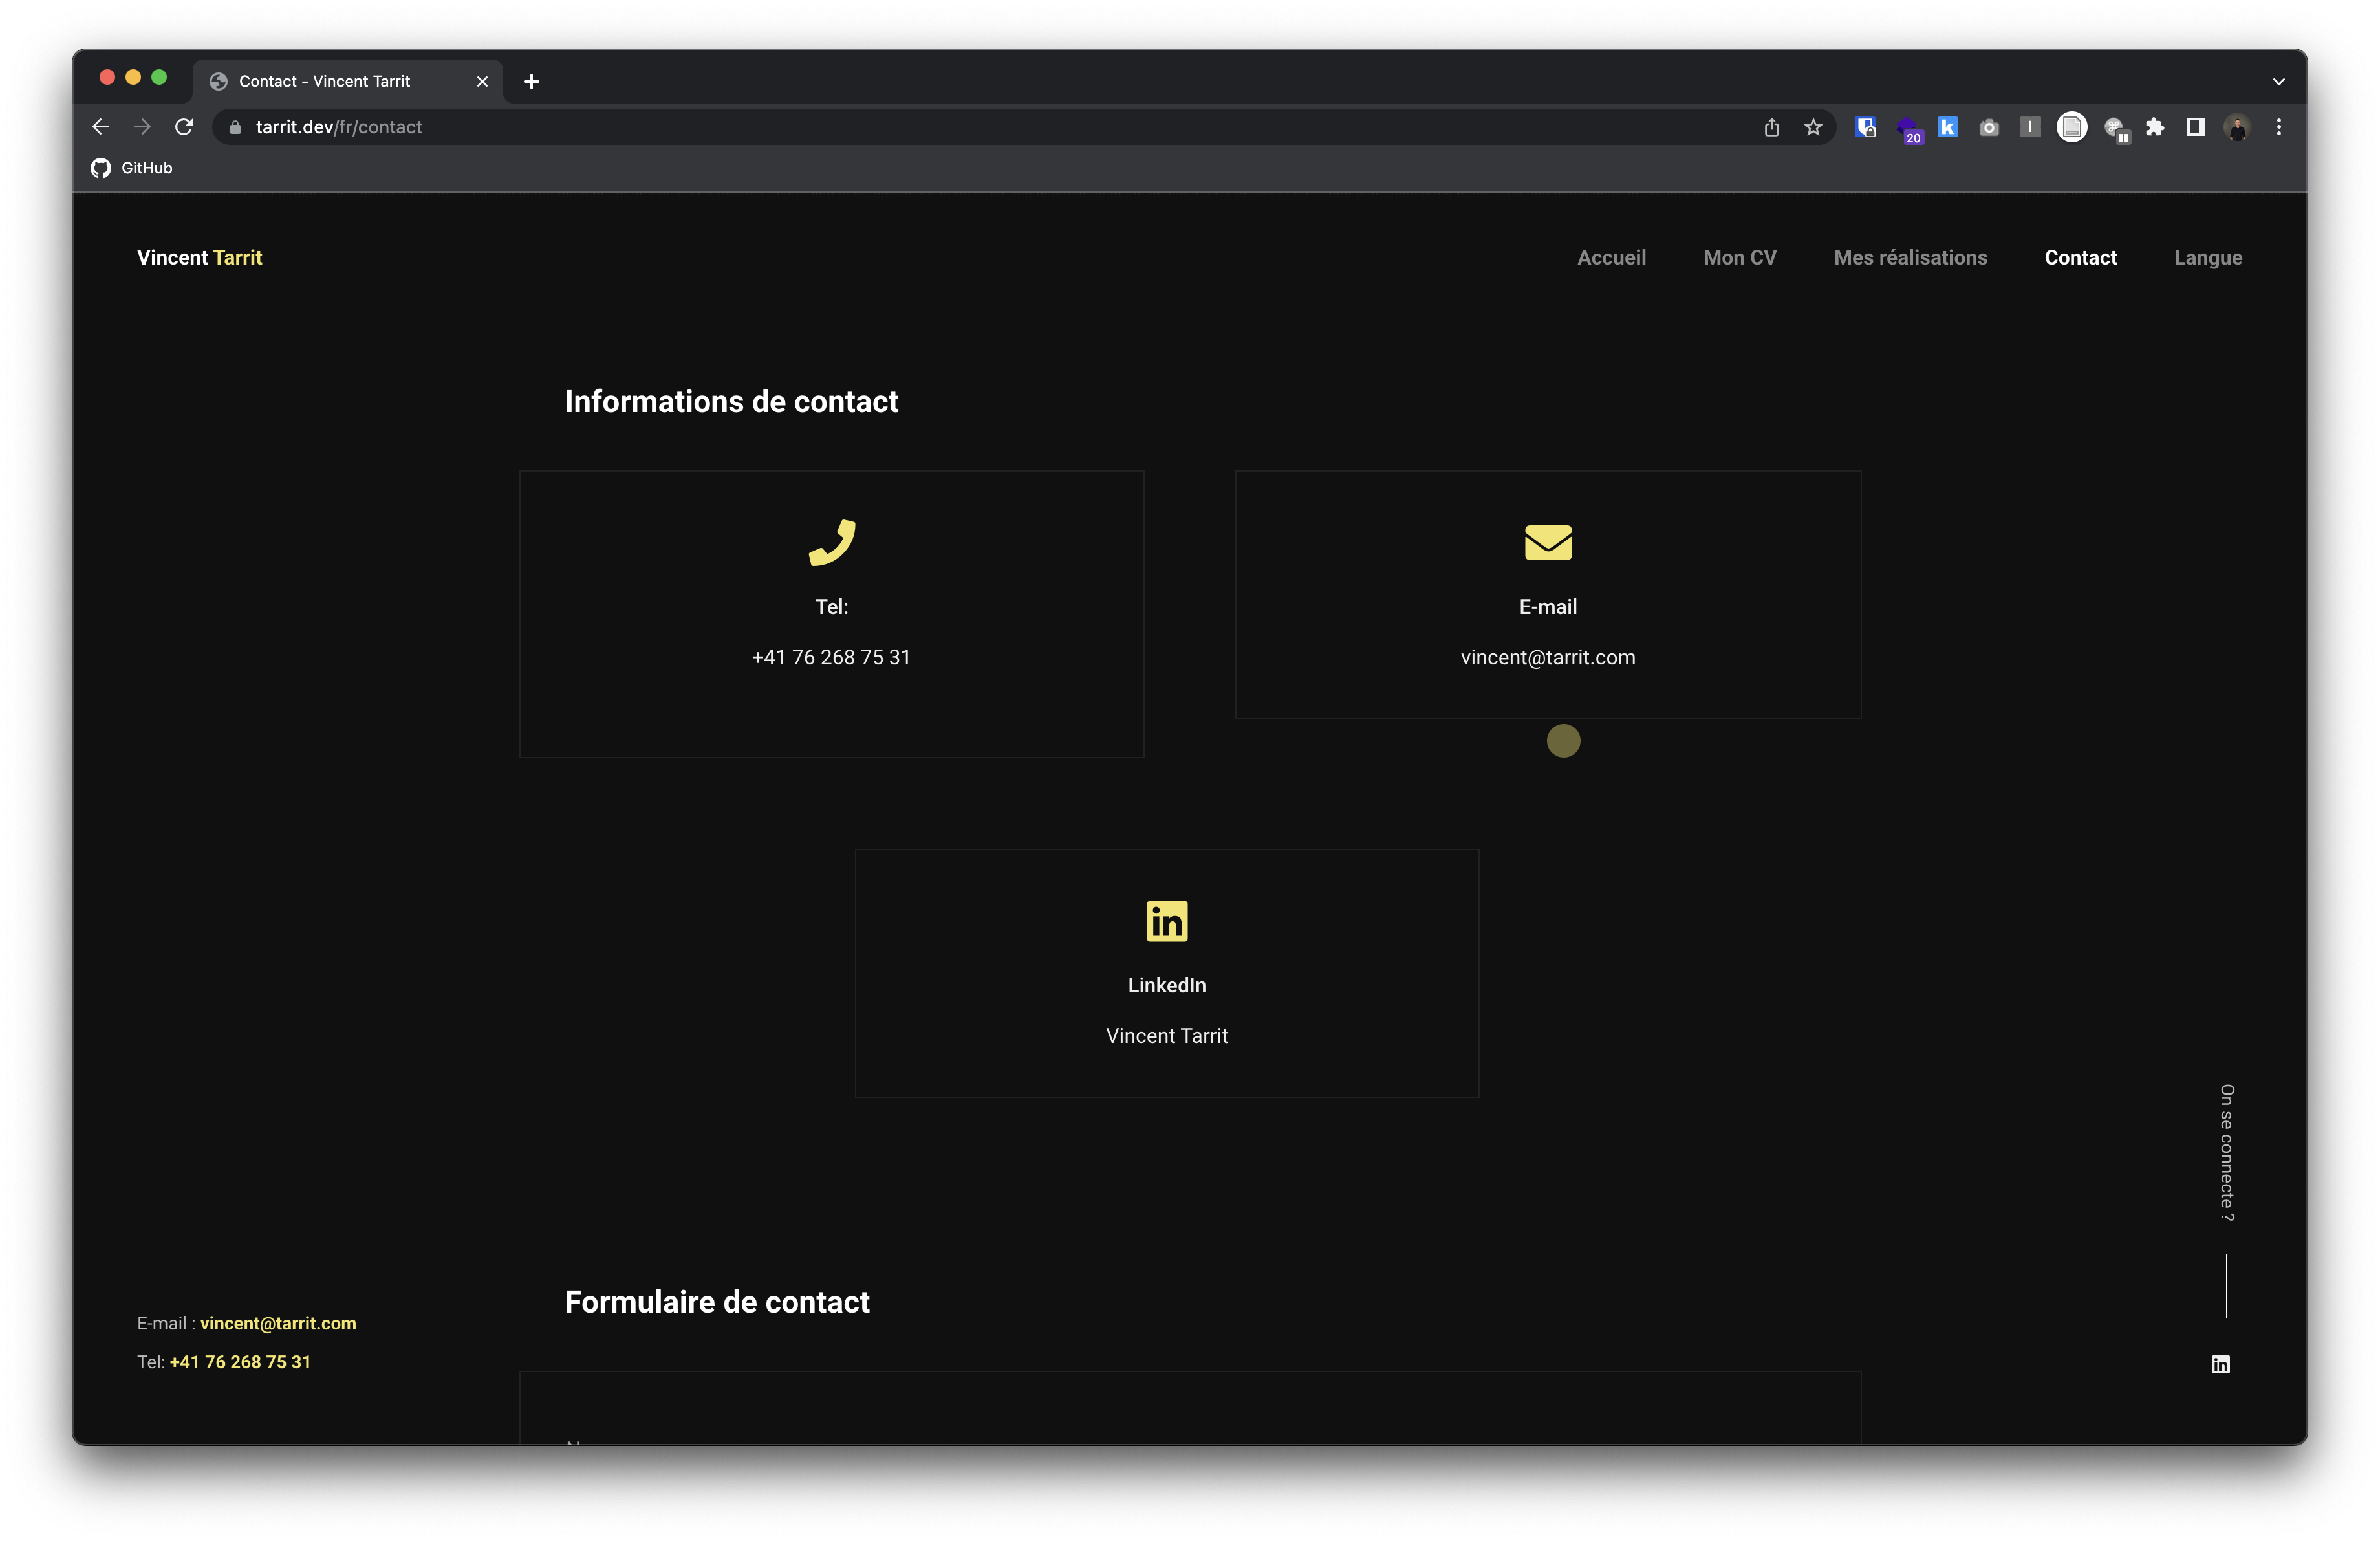 Contact - Vincent Tarrit
tarrit.dev/fr/contact
20
GitHub
Vincent Tarrit
Accueil
Mon CV
Mes réalisations
Contact
Langue
Informations de contact
Tel:
+41 76 268 75 31
E-mail
vincent@tarrit.com
LinkedIn
Vincent Tarrit
On se connecte ?
Formulaire de contact
E-mail : vincent@tarrit.com
Tel: +41 76 268 75 31